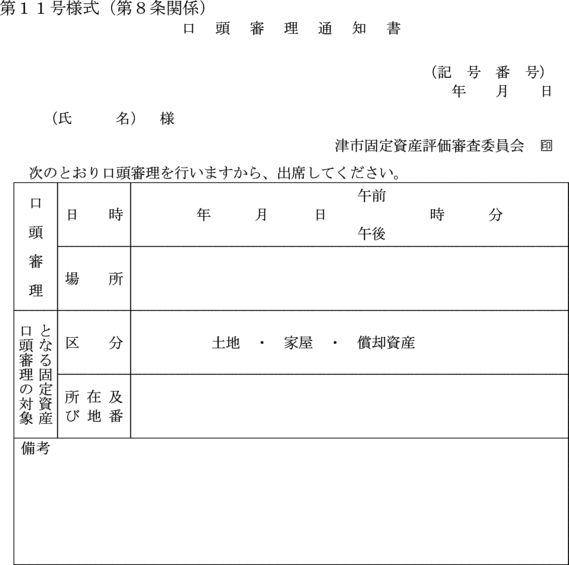 第１１号様式（第８条関係）
口 頭 審 理 通 知 書
（記 号 番 号）
年　　月　　日
（氏　　　名）　様
津市固定資産評価審査委員会　印
次のとおり口頭審理を行いますから、出席してください。
口頭審理
日　　時
年　　　月　　　日
午前
午後
時　　　分
場　　所
口頭審理の対象
となる固定資産
区　　分
土地　・　家屋　・　償却資産
所 在 及
び 地 番
備考